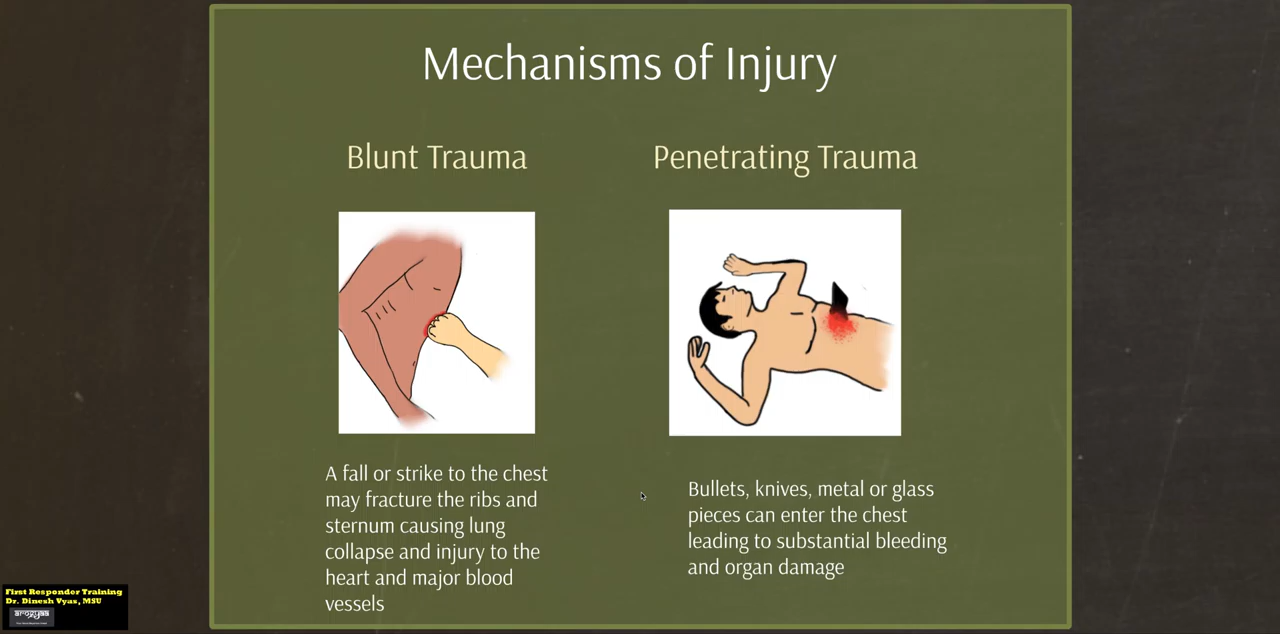 Mechanisms of Injury
Blunt Trauma
Penetrating Trauma
A fall or strike to the chest
may fracture the ribs and
sternum causing lung
collapse and injury to the
heart and major blood
vessels
Bullets, knives, metal or glass
pieces can enter the chest
leading to substantial bleeding
and organ damage
First Responder Training
Dr. Dinesh Vyas, MSU